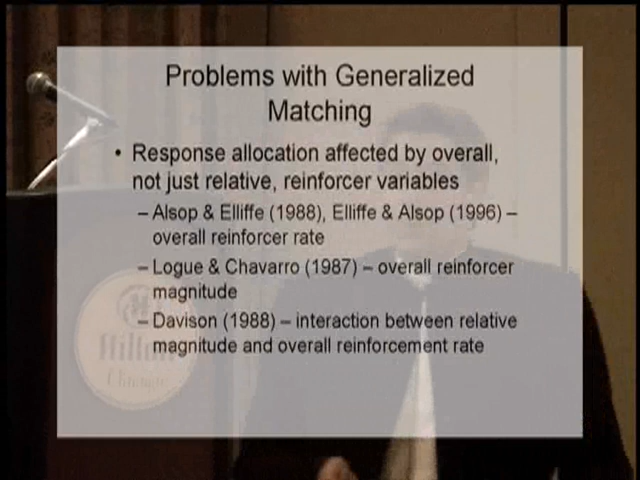 Problems with Generalized
Matching
• Response allocation affected by overall,
not just relative, reinforcer variables
– Alsop & Elliffe (1988), Elliffe & Alsop (1996) –
overall reinforcer rate
– Logue & Chavarro (1987) – overall reinforcer
magnitude
– Davison (1988) – interaction between relative
magnitude and overall reinforcement rate
Hilton
Chicago